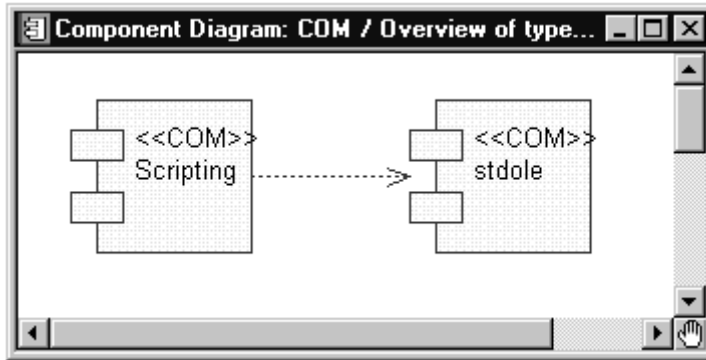 Component Diagram: COM / Overview of type...
<<COM>>
Scripting
<<COM>>
stdole